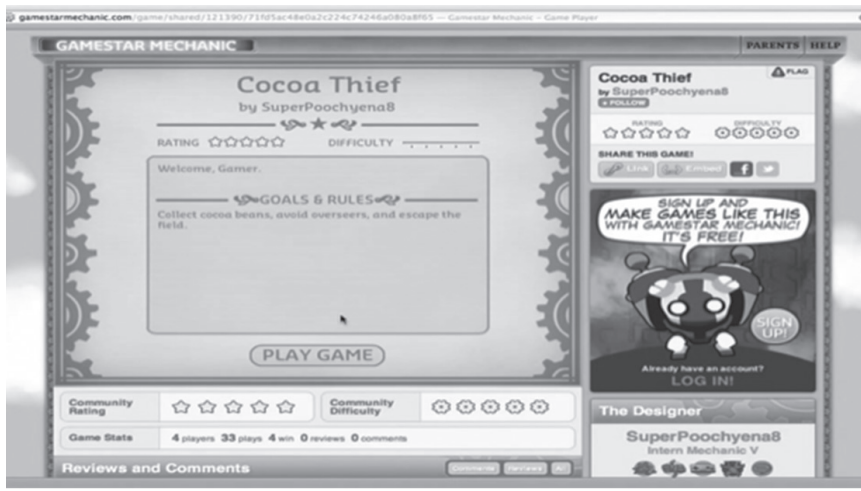 gamestarmechanic.com/game/shared/121390/71fd5ac48e0a2c224c74246a080a8f65 — Gamestar Mechanic – Game Player
GAMESTAR MECHANIC
PARENTS HELP
Cocoa Thief
by SuperPoochyena8
RATING DIFFICULTY
Welcome, Gamer.
GOALS & RULES
Collect cocoa beans, avoid overseers, and escape the
field.
PLAY GAME
Community
Rating
Community
Difficulty
Game Stats 4 players 33 plays 4 win 0 reviews 0 comments
Reviews and Comments
Comments Reviews All
FLAG
Cocoa Thief
by SuperPoochyena8
+ FOLLOW
RATING DIFFICULTY
SHARE THIS GAME!
Link Embed f
SIGN UP AND
MAKE GAMES LIKE THIS
WITH GAMESTAR MECHANIC!
IT'S FREE!
SIGN
UP!
Already have an account?
LOG IN!
The Designer
SuperPoochyena8
Intern Mechanic V